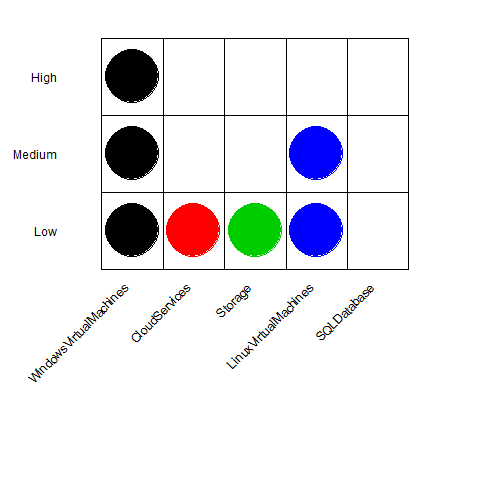 High
Medium
Low
WindowsVirtualMachines
CloudServices
Storage
LinuxVirtualMachines
SQLDatabase